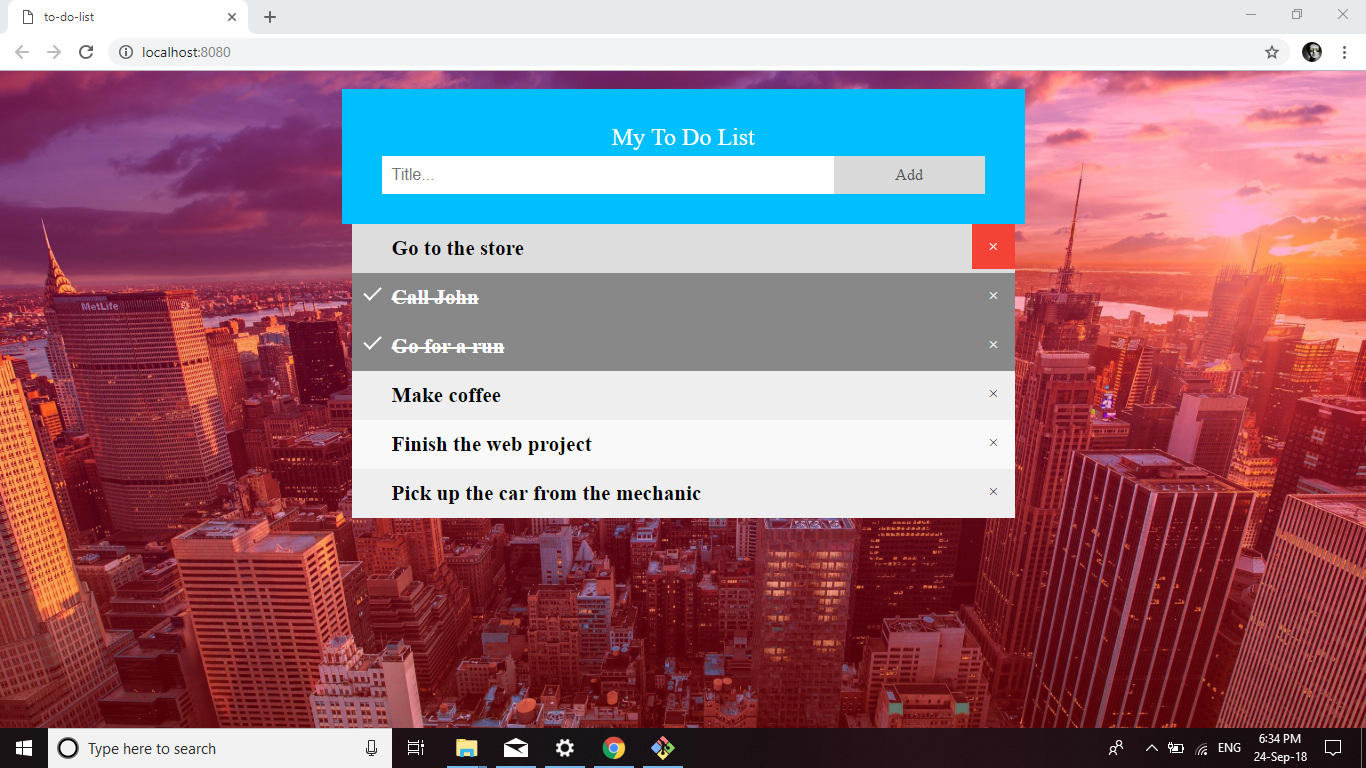 to-do-list
localhost:8080
My To Do List
Title...
Add
Go to the store ×
Call John ×
Go for a run ×
Make coffee ×
Finish the web project ×
Pick up the car from the mechanic ×
MetLife
Type here to search
ENG
6:34 PM
24-Sep-18